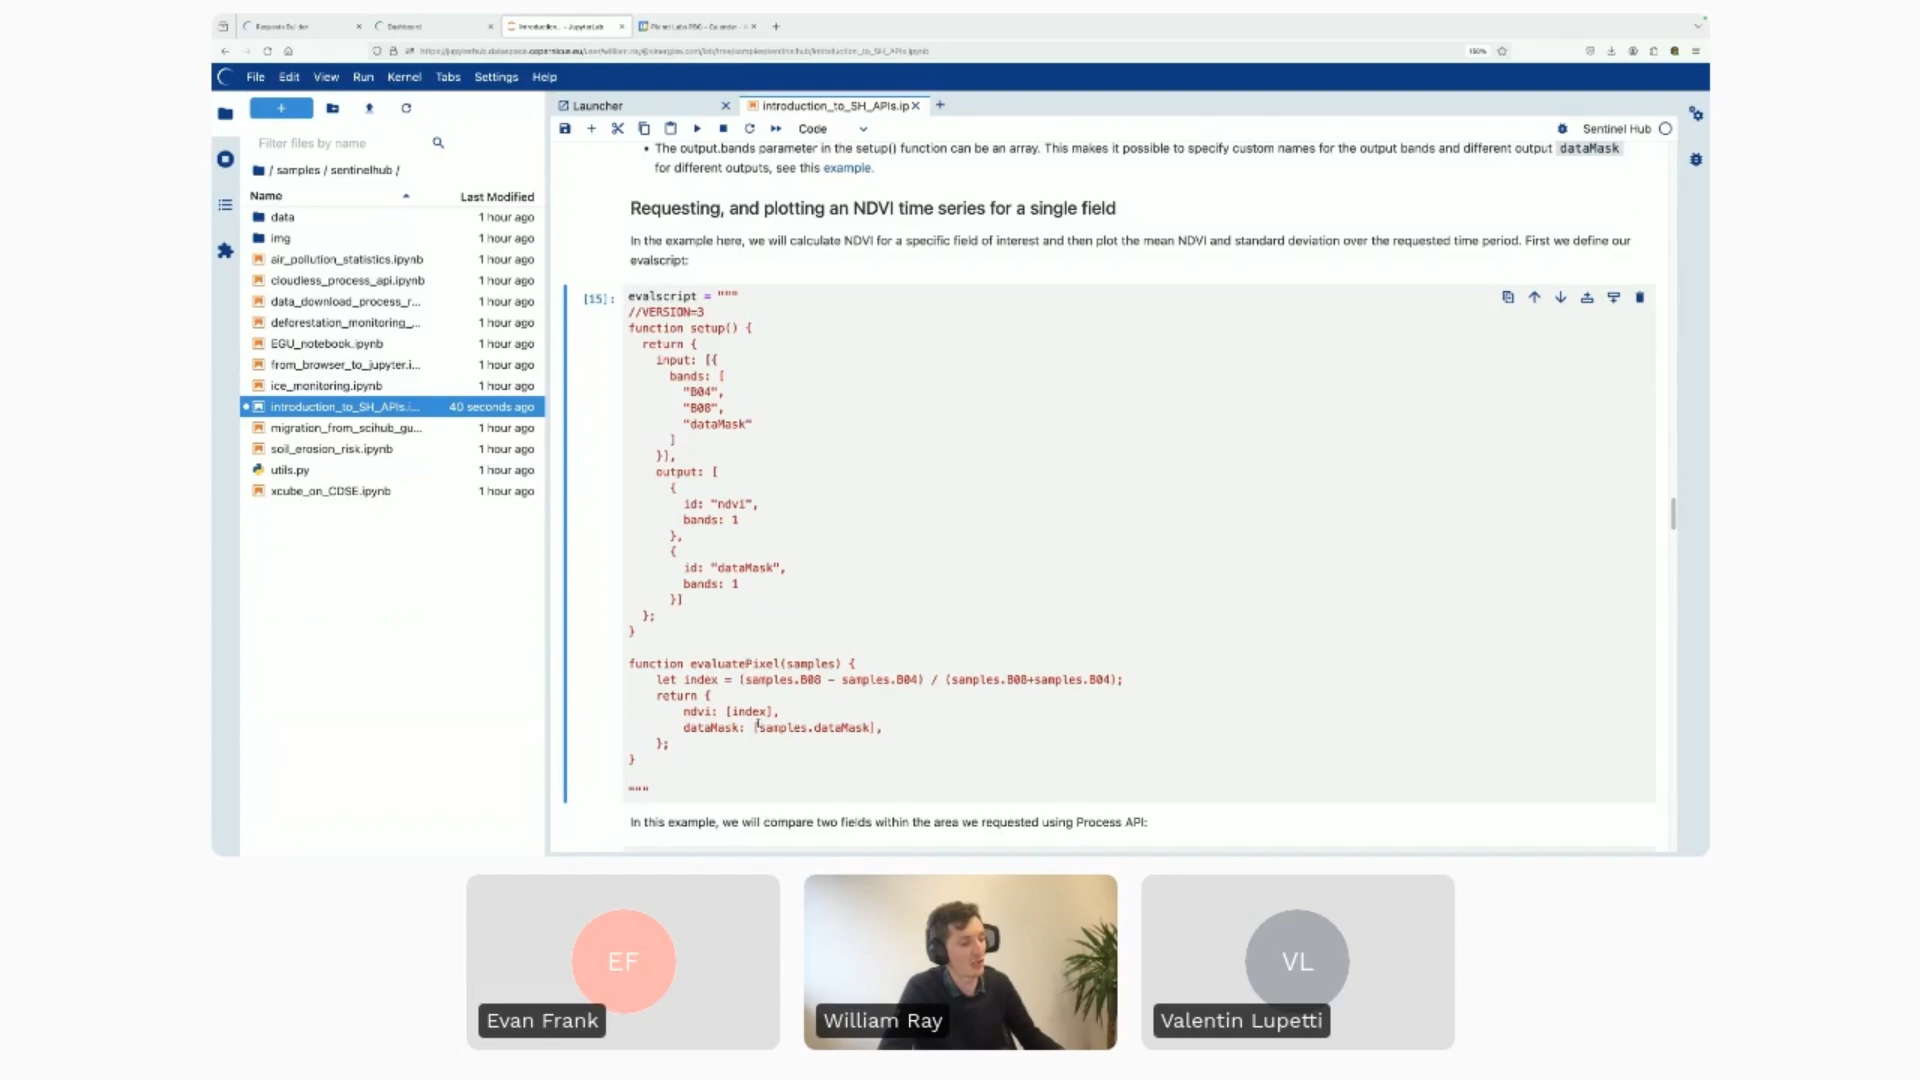 Requests Builder
Dashboard
Introduction... - JupyterLab
Planet Labs PBC - Calendar -
150%
File Edit View Run Kernel Tabs Settings Help
Launcher
introduction_to_SH_APIs.ip
Code
Sentinel Hub
Filter files by name
/ samples / sentinelhub /
Name
Last Modified
data 1 hour ago
img 1 hour ago
air_pollution_statistics.ipynb 1 hour ago
cloudless_process_api.ipynb 1 hour ago
data_download_process_r... 1 hour ago
deforestation_monitoring_... 1 hour ago
EGU_notebook.ipynb 1 hour ago
from_browser_to_jupyter.i... 1 hour ago
ice_monitoring.ipynb 1 hour ago
introduction_to_SH_APIs.i... 40 seconds ago
migration_from_scihub_gu... 1 hour ago
soil_erosion_risk.ipynb 1 hour ago
utils.py 1 hour ago
xcube_on_CDSE.ipynb 1 hour ago
• The output.bands parameter in the setup() function can be an array. This makes it possible to specify custom names for the output bands and different output dataMask
for different outputs, see this example.
Requesting, and plotting an NDVI time series for a single field
In the example here, we will calculate NDVI for a specific field of interest and then plot the mean NDVI and standard deviation over the requested time period. First we define our
evalscript:
[15]:
evalscript = """
//VERSION=3
function setup() {
return {
input: [{
bands: [
"B04",
"B08",
"dataMask"
]
}],
output: [
{
id: "ndvi",
bands: 1
},
{
id: "dataMask",
bands: 1
}]
};
}
function evaluatePixel(samples) {
let index = (samples.B08 - samples.B04) / (samples.B08+samples.B04);
return {
ndvi: [index],
dataMask: [samples.dataMask],
};
}
"""
In this example, we will compare two fields within the area we requested using Process API:
EF
Evan Frank
William Ray
VL
Valentin Lupetti